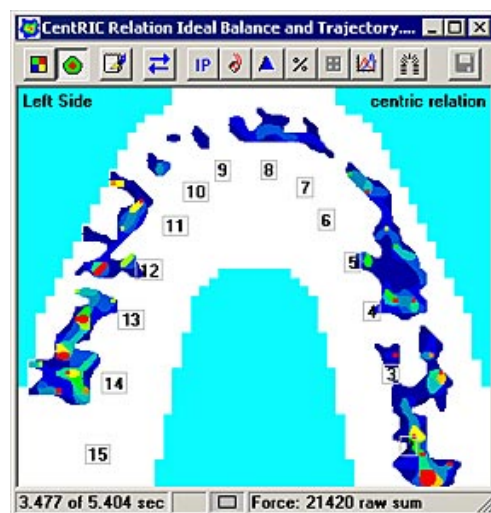 CentRIC Relation Ideal Balance and Trajectory....
IP %
Left Side centric relation
9 8 7
10 6
11
12 5
13 4
14 3
15
3.477 of 5.404 sec Force: 21420 raw sum